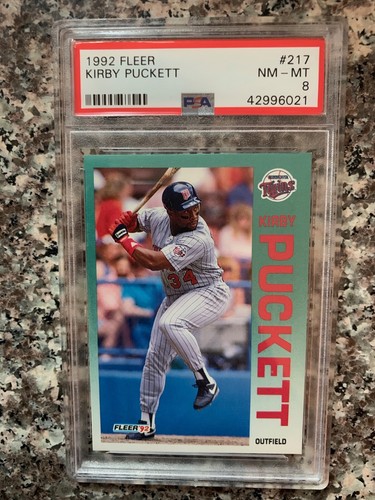 1992 FLEER #217
KIRBY PUCKETT NM - MT
8
PSA 42996021
Twins
KIRBY
PUCKETT
34
FLEER '92
OUTFIELD